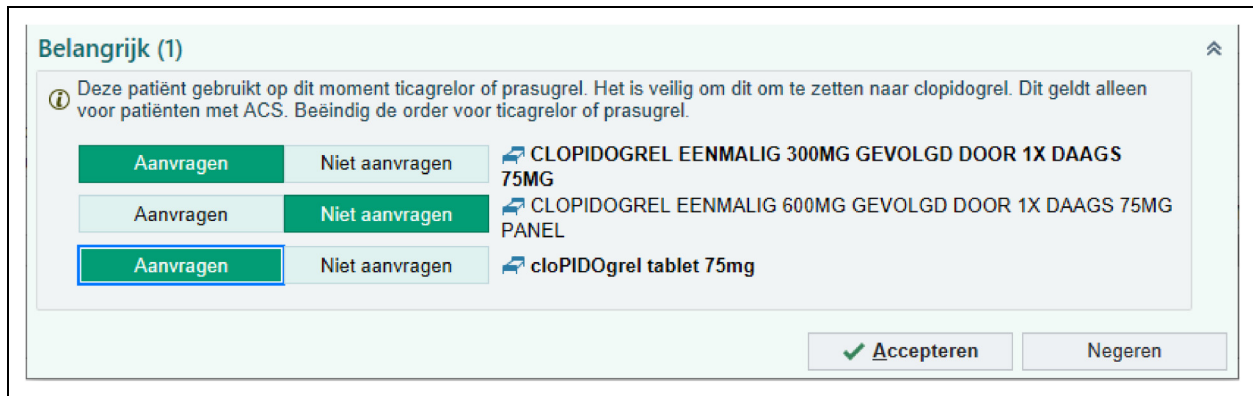 Belangrijk (1)
Deze patiënt gebruikt op dit moment ticagrelor of prasugrel. Het is veilig om dit om te zetten naar clopidogrel. Dit geldt alleen
voor patiënten met ACS. Beëindig de order voor ticagrelor of prasugrel.
Aanvragen Niet aanvragen CLOPIDOGREL EENMALIG 300MG GEVOLGD DOOR 1X DAAGS
75MG
Aanvragen Niet aanvragen CLOPIDOGREL EENMALIG 600MG GEVOLGD DOOR 1X DAAGS 75MG
PANEL
Aanvragen Niet aanvragen cloPIDOgrel tablet 75mg
Accepteren Negeren